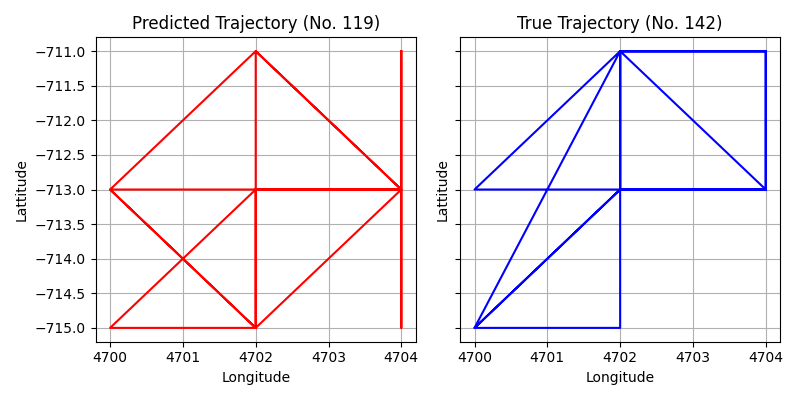 Predicted Trajectory (No. 119)
Lattitude
−711.0
−711.5
−712.0
−712.5
−713.0
−713.5
−714.0
−714.5
−715.0
4700 4701 4702 4703 4704
Longitude
True Trajectory (No. 142)
Lattitude
4700 4701 4702 4703 4704
Longitude